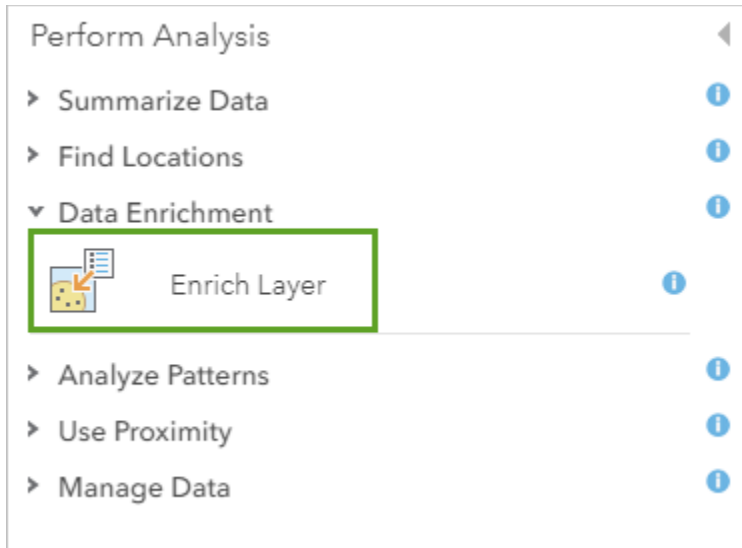 Perform Analysis
Summarize Data
Find Locations
Data Enrichment
Enrich Layer
Analyze Patterns
Use Proximity
Manage Data